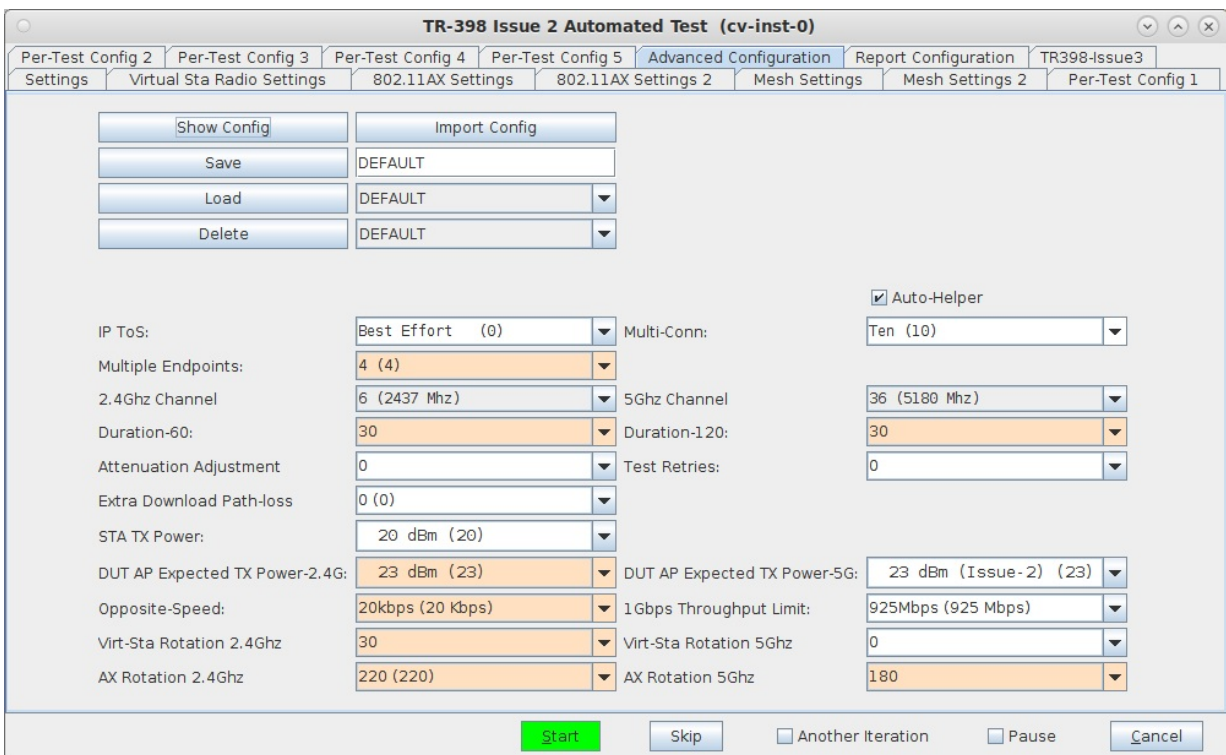 TR-398 Issue 2 Automated Test (cv-inst-0)
Per-Test Config 2 Per-Test Config 3 Per-Test Config 4 Per-Test Config 5 Advanced Configuration Report Configuration TR398-Issue3
Settings Virtual Sta Radio Settings 802.11AX Settings 802.11AX Settings 2 Mesh Settings Mesh Settings 2 Per-Test Config 1
Show Config Import Config
Save DEFAULT
Load DEFAULT
Delete DEFAULT
Auto-Helper
IP ToS: Best Effort (0) Multi-Conn: Ten (10)
Multiple Endpoints: 4 (4)
2.4Ghz Channel 6 (2437 Mhz) 5Ghz Channel 36 (5180 Mhz)
Duration-60: 30 Duration-120: 30
Attenuation Adjustment 0 Test Retries: 0
Extra Download Path-loss 0 (0)
STA TX Power: 20 dBm (20)
DUT AP Expected TX Power-2.4G: 23 dBm (23) DUT AP Expected TX Power-5G: 23 dBm (Issue-2) (23)
Opposite-Speed: 20kbps (20 Kbps) 1Gbps Throughput Limit: 925Mbps (925 Mbps)
Virt-Sta Rotation 2.4Ghz 30 Virt-Sta Rotation 5Ghz 0
AX Rotation 2.4Ghz 220 (220) AX Rotation 5Ghz 180
Start Skip Another Iteration Pause Cancel